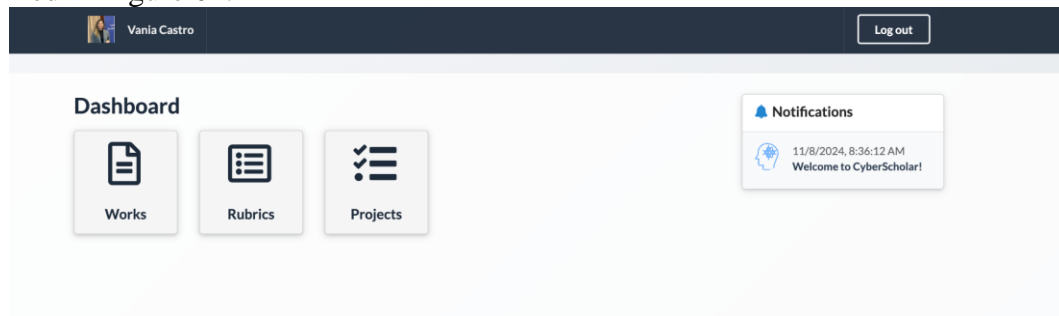 Vania Castro
Log out
Dashboard
Works
Rubrics
Projects
Notifications
11/8/2024, 8:36:12 AM
Welcome to CyberScholar!